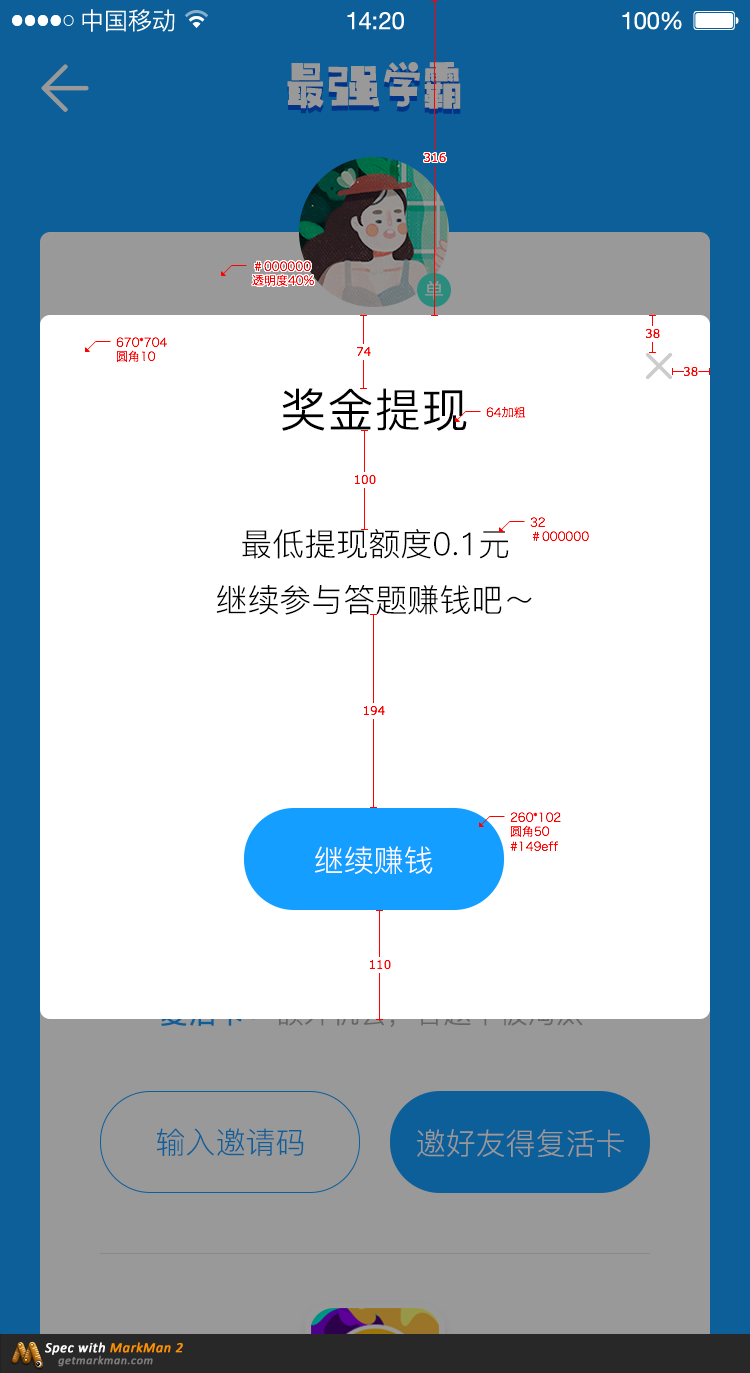 中国移动
14:20
100%
最强学霸
316
#000000
透明度40%
单
670*704
圆角10
74
38
38
奖金提现
64加粗
100
32
#000000
最低提现额度0.1元
继续参与答题赚钱吧～
194
260*102
圆角50
#149eff
继续赚钱
110
输入邀请码
邀好友得复活卡
Spec with MarkMan 2
getmarkman.com